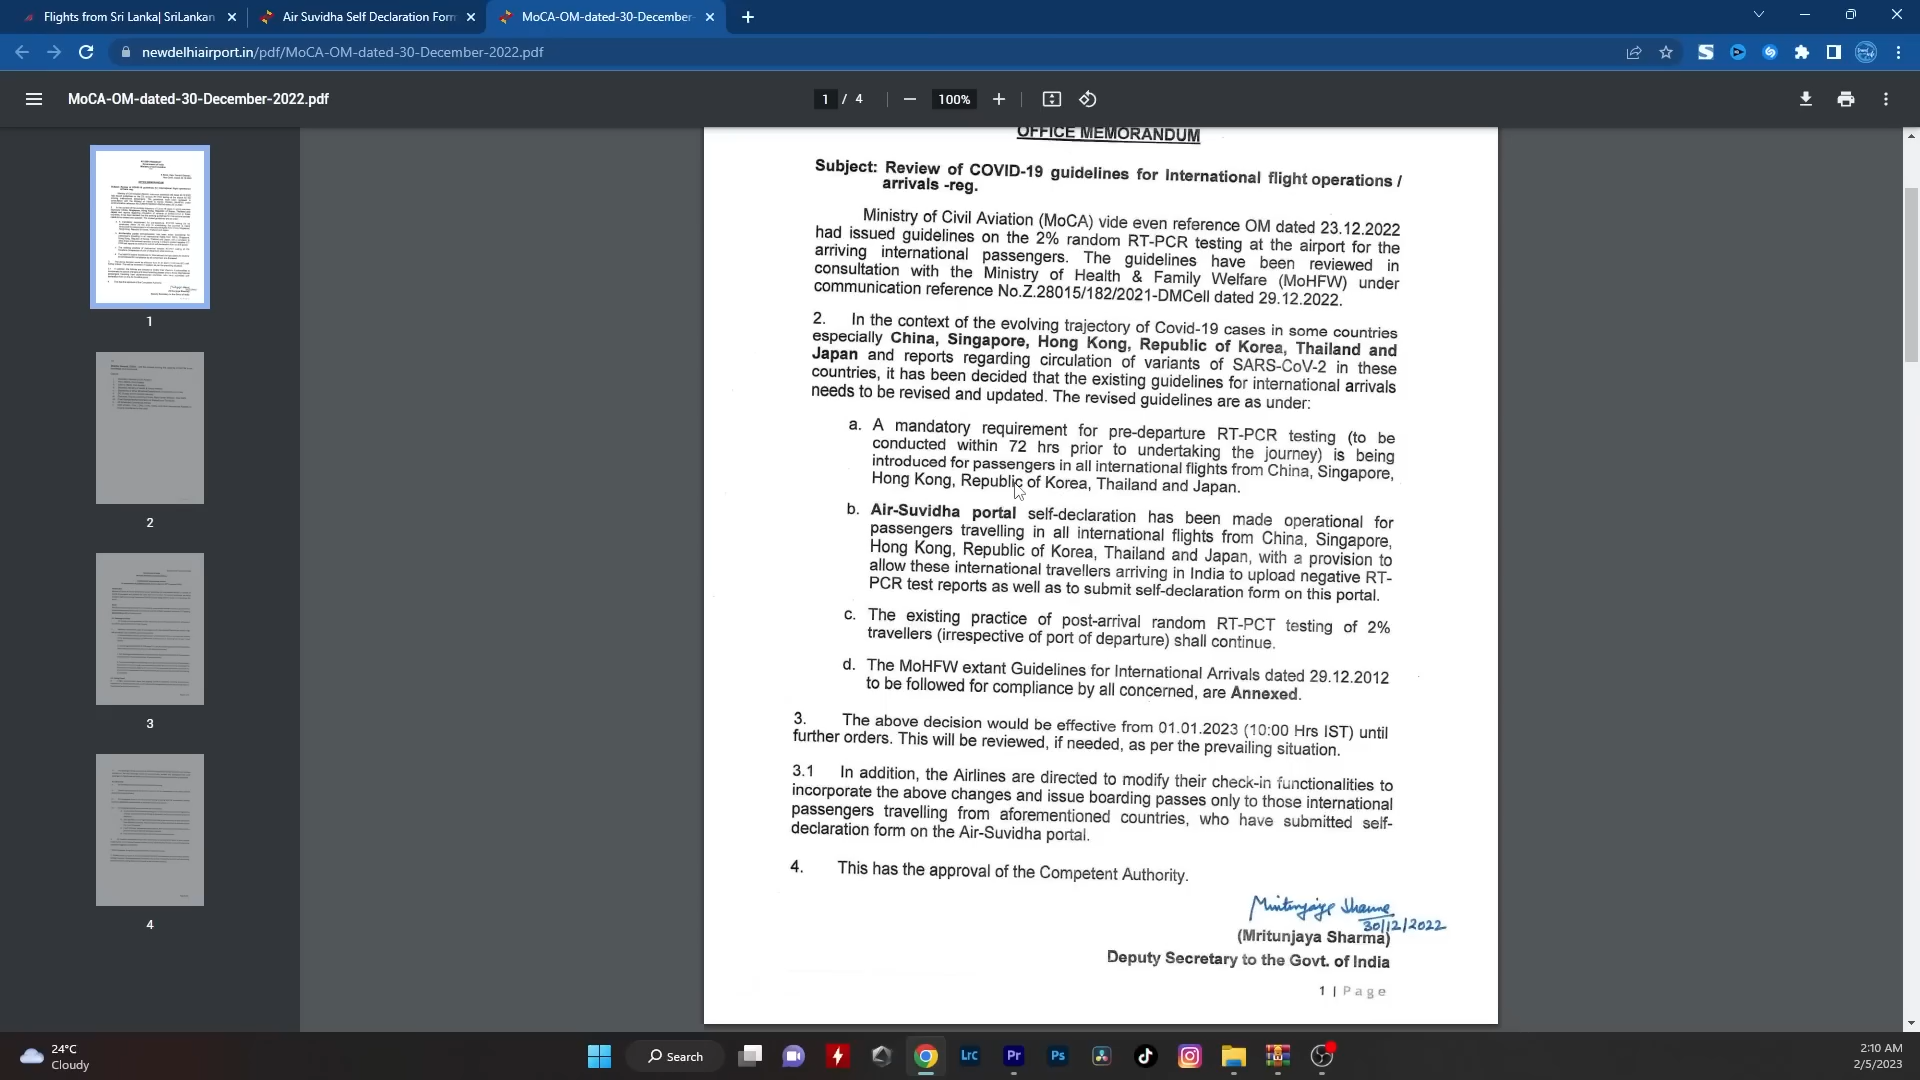 Flights from Sri Lanka| SriLankan
Air Suvidha Self Declaration Form
MoCA-OM-dated-30-December-
newdelhiairport.in/pdf/MoCA-OM-dated-30-December-2022.pdf
MoCA-OM-dated-30-December-2022.pdf
1 / 4
100%
1
2
3
4
OFFICE MEMORANDUM
Subject: Review of COVID-19 guidelines for International flight operations /
arrivals -reg.
Ministry of Civil Aviation (MoCA) vide even reference OM dated 23.12.2022
had issued guidelines on the 2% random RT-PCR testing at the airport for the
arriving international passengers. The guidelines have been reviewed in
consultation with the Ministry of Health & Family Welfare (MoHFW) under
communication reference No.Z.28015/182/2021-DMCell dated 29.12.2022.
2. In the context of the evolving trajectory of Covid-19 cases in some countries
especially China, Singapore, Hong Kong, Republic of Korea, Thailand and
Japan and reports regarding circulation of variants of SARS-CoV-2 in these
countries, it has been decided that the existing guidelines for international arrivals
needs to be revised and updated. The revised guidelines are as under:
a. A mandatory requirement for pre-departure RT-PCR testing (to be
conducted within 72 hrs prior to undertaking the journey) is being
introduced for passengers in all international flights from China, Singapore,
Hong Kong, Republic of Korea, Thailand and Japan.
b. Air-Suvidha portal self-declaration has been made operational for
passengers travelling in all international flights from China, Singapore,
Hong Kong, Republic of Korea, Thailand and Japan, with a provision to
allow these international travellers arriving in India to upload negative RT-
PCR test reports as well as to submit self-declaration form on this portal.
c. The existing practice of post-arrival random RT-PCT testing of 2%
travellers (irrespective of port of departure) shall continue.
d. The MoHFW extant Guidelines for International Arrivals dated 29.12.2012
to be followed for compliance by all concerned, are Annexed.
3. The above decision would be effective from 01.01.2023 (10:00 Hrs IST) until
further orders. This will be reviewed, if needed, as per the prevailing situation.
3.1 In addition, the Airlines are directed to modify their check-in functionalities to
incorporate the above changes and issue boarding passes only to those international
passengers travelling from aforementioned countries, who have submitted self-
declaration form on the Air-Suvidha portal.
4. This has the approval of the Competent Authority.
Mritunjaya Sharma
30/12/2022
(Mritunjaya Sharma)
Deputy Secretary to the Govt. of India
1 | Page
24°C
Cloudy
Search
LrC
Pr
Ps
2:10 AM
2/5/2023